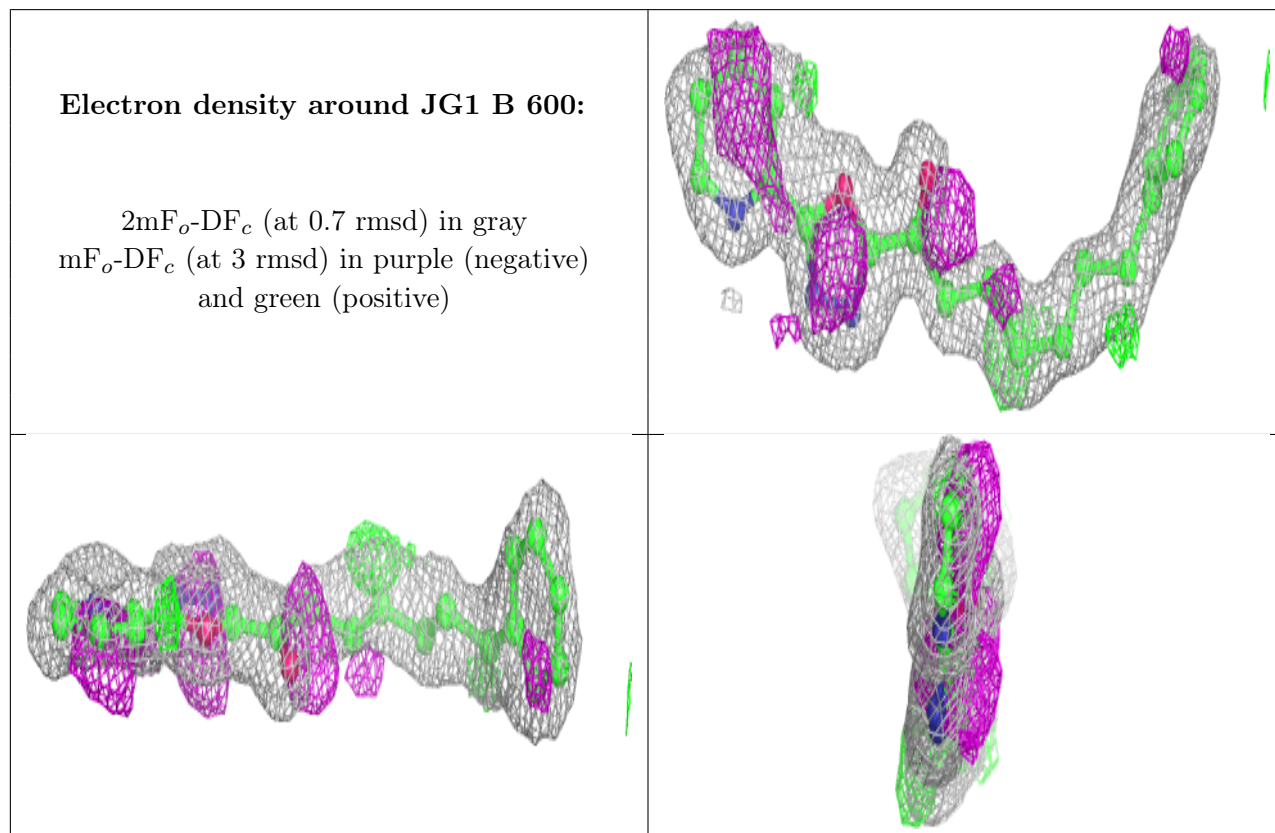 Electron density around JG1 B 600:
2mFo-DFc (at 0.7 rmsd) in gray
mFo-DFc (at 3 rmsd) in purple (negative)
and green (positive)